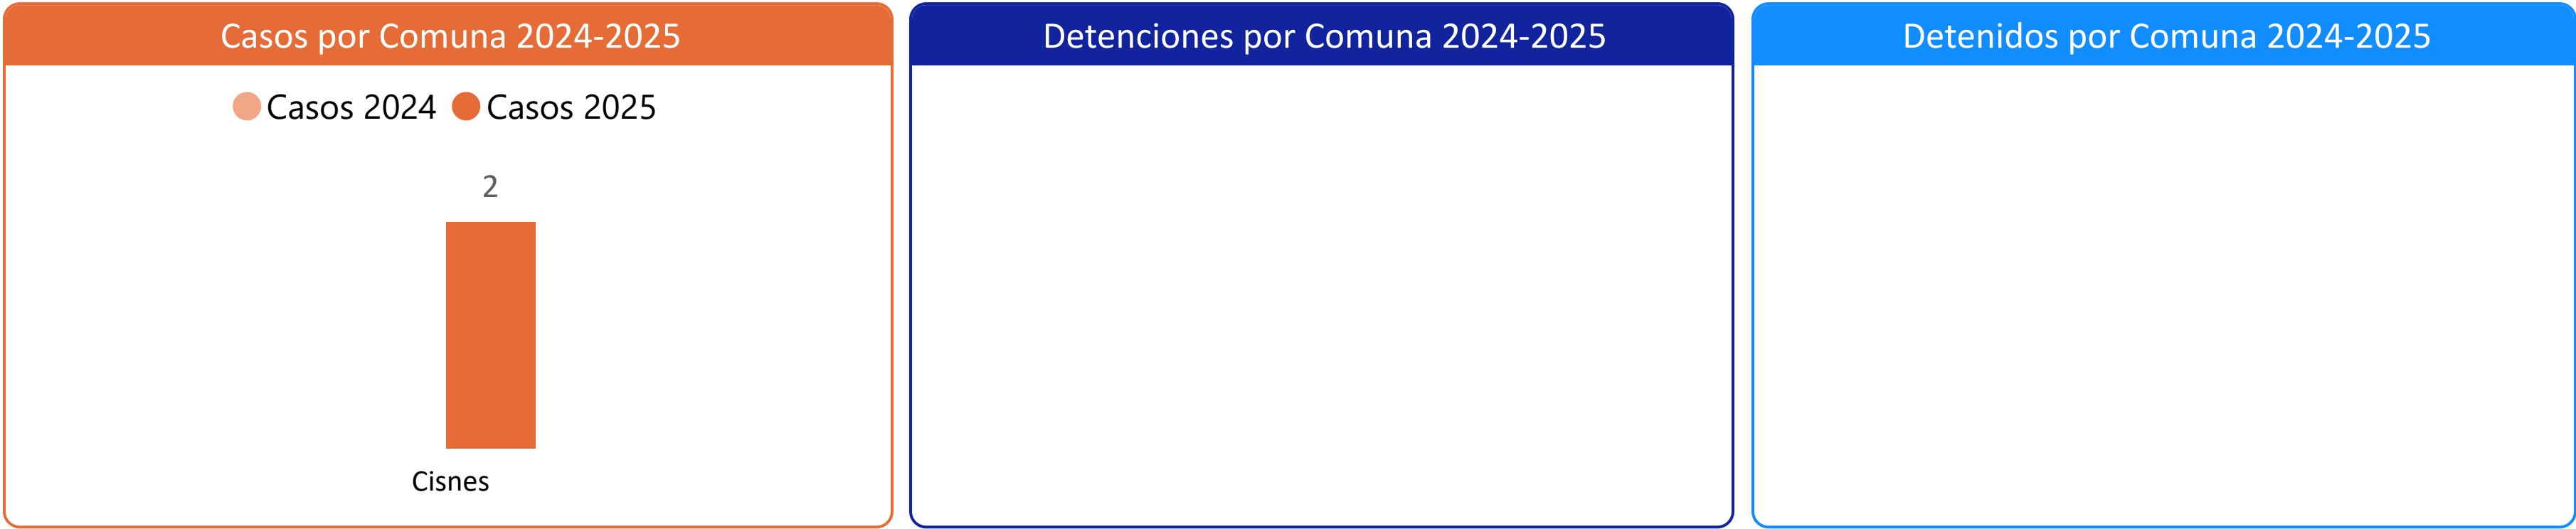 Casos por Comuna 2024-2025
Casos 2024 Casos 2025
2
Cisnes
Detenciones por Comuna 2024-2025
Detenidos por Comuna 2024-2025